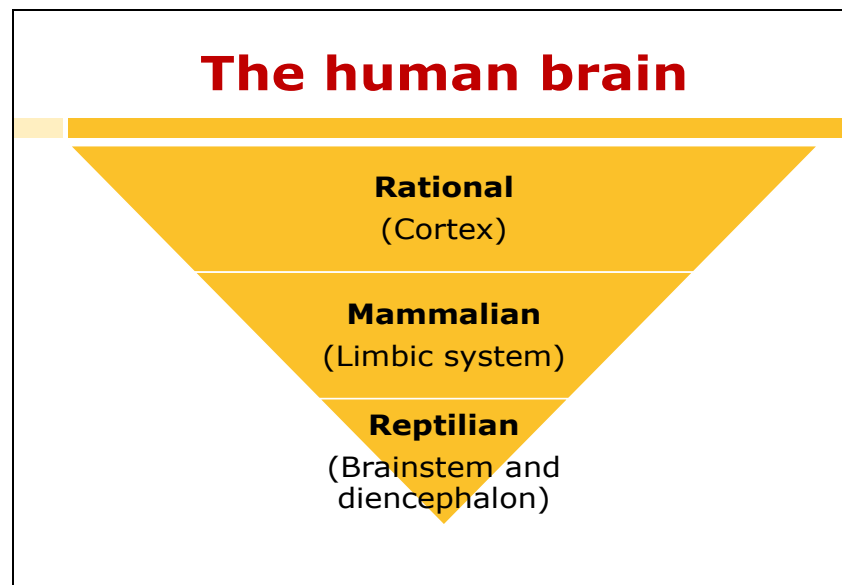 The human brain
Rational
(Cortex)
Mammalian
(Limbic system)
Reptilian
(Brainstem and
diencephalon)